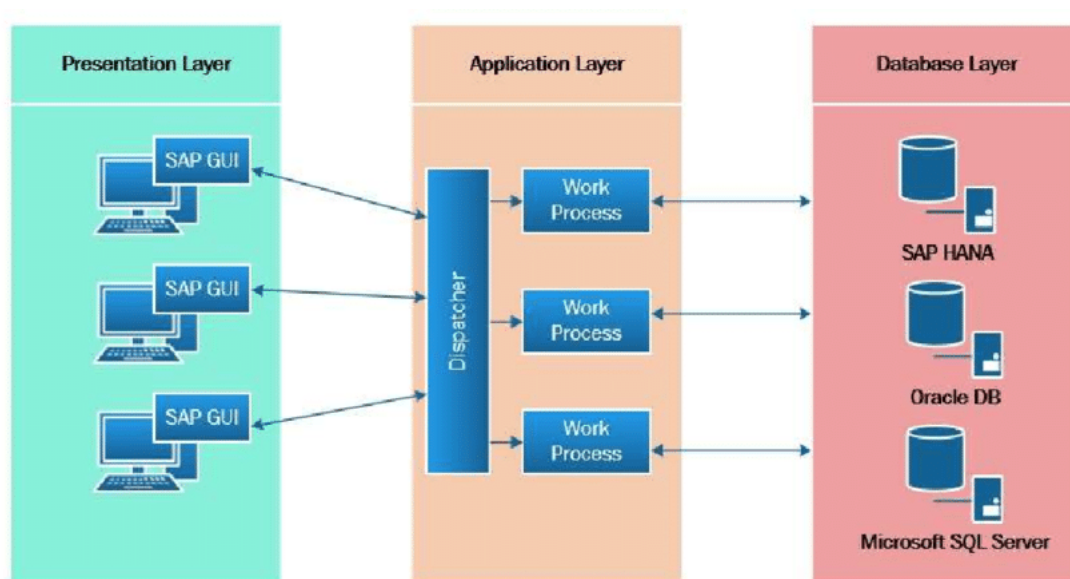 Presentation Layer
Application Layer
Database Layer
SAP GUI
SAP GUI
SAP GUI
Dispatcher
Work
Process
Work
Process
Work
Process
SAP HANA
Oracle DB
Microsoft SQL Server